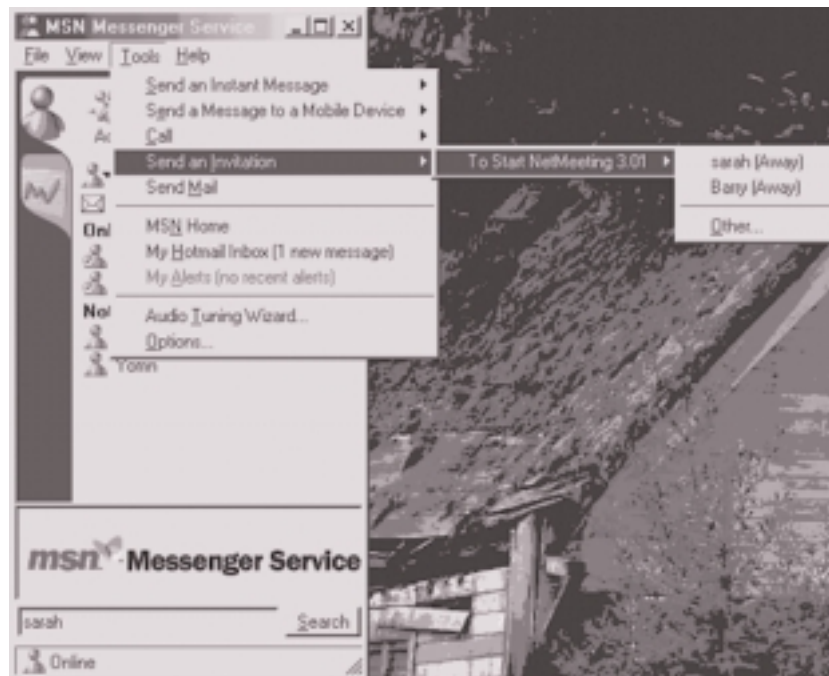 MSN Messenger Service
File View Tools Help
Send an Instant Message
Send a Message to a Mobile Device
Call
Send an Invitation
To Start NetMeeting 3.01
sarah (Away)
Barry (Away)
Other...
Send Mail
MSN Home
My Hotmail Inbox (1 new message)
My Alerts (no recent alerts)
Audio Tuning Wizard...
Options...
Onl
Not
msn Messenger Service
sarah
Search
Online